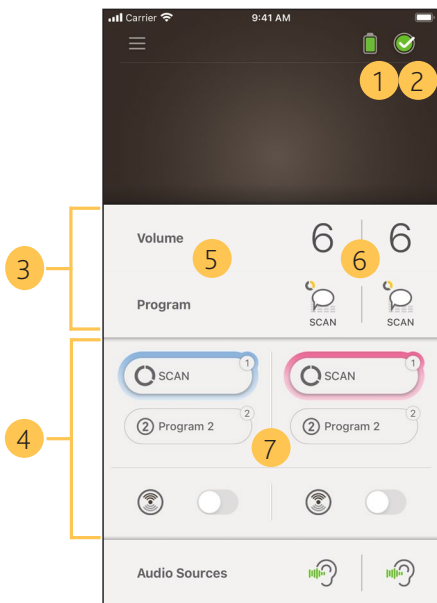 Carrier 9:41 AM
1 2
3
Volume 5 6 6 6
Program SCAN SCAN
4
SCAN 1 SCAN 1
2 Program 2 2 2 Program 2 2
7
Audio Sources